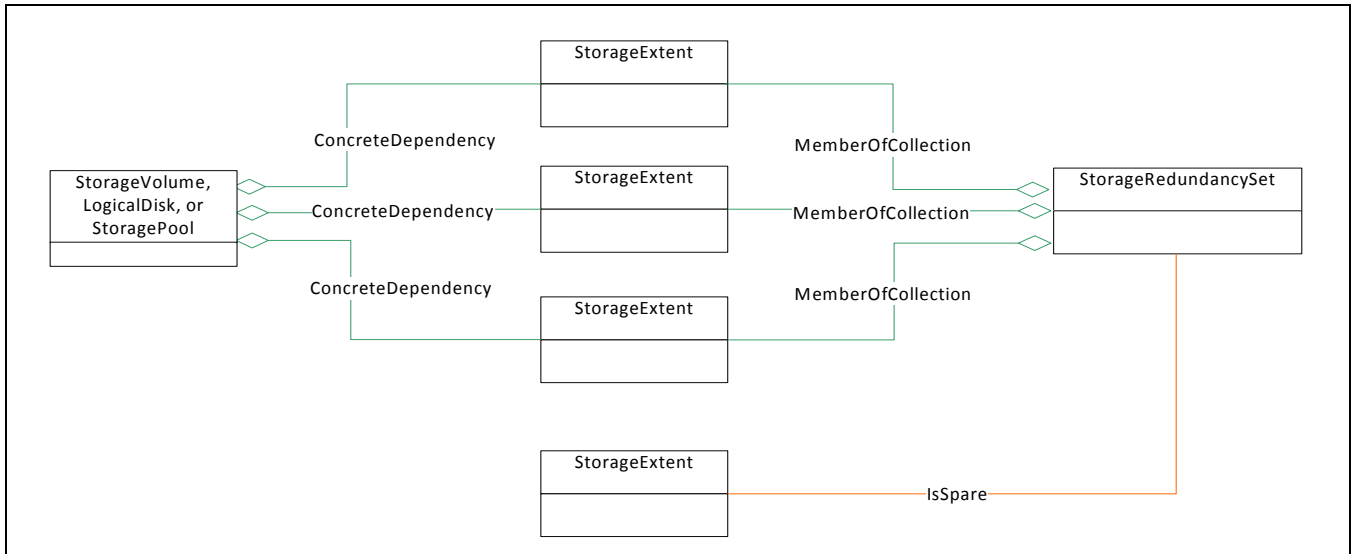 StorageExtent
ConcreteDependency
MemberOfCollection
StorageVolume,
LogicalDisk, or
StoragePool
StorageExtent
StorageRedundancySet
ConcreteDependency
MemberOfCollection
ConcreteDependency
StorageExtent
MemberOfCollection
StorageExtent
IsSpare